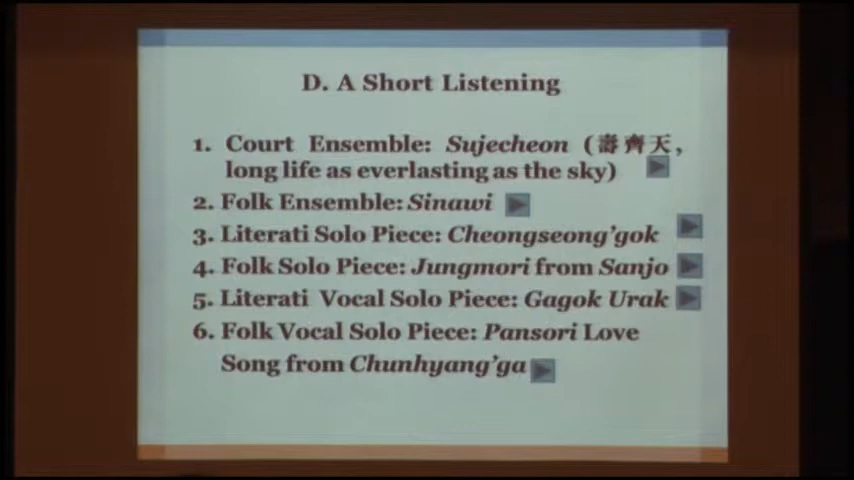 D. A Short Listening
1. Court Ensemble: Sujecheon (壽齊天,
long life as everlasting as the sky)
2. Folk Ensemble: Sinawi
3. Literati Solo Piece: Cheongseong'gok
4. Folk Solo Piece: Jungmori from Sanjo
5. Literati Vocal Solo Piece: Gagok Urak
6. Folk Vocal Solo Piece: Pansori Love
Song from Chunhyang'ga